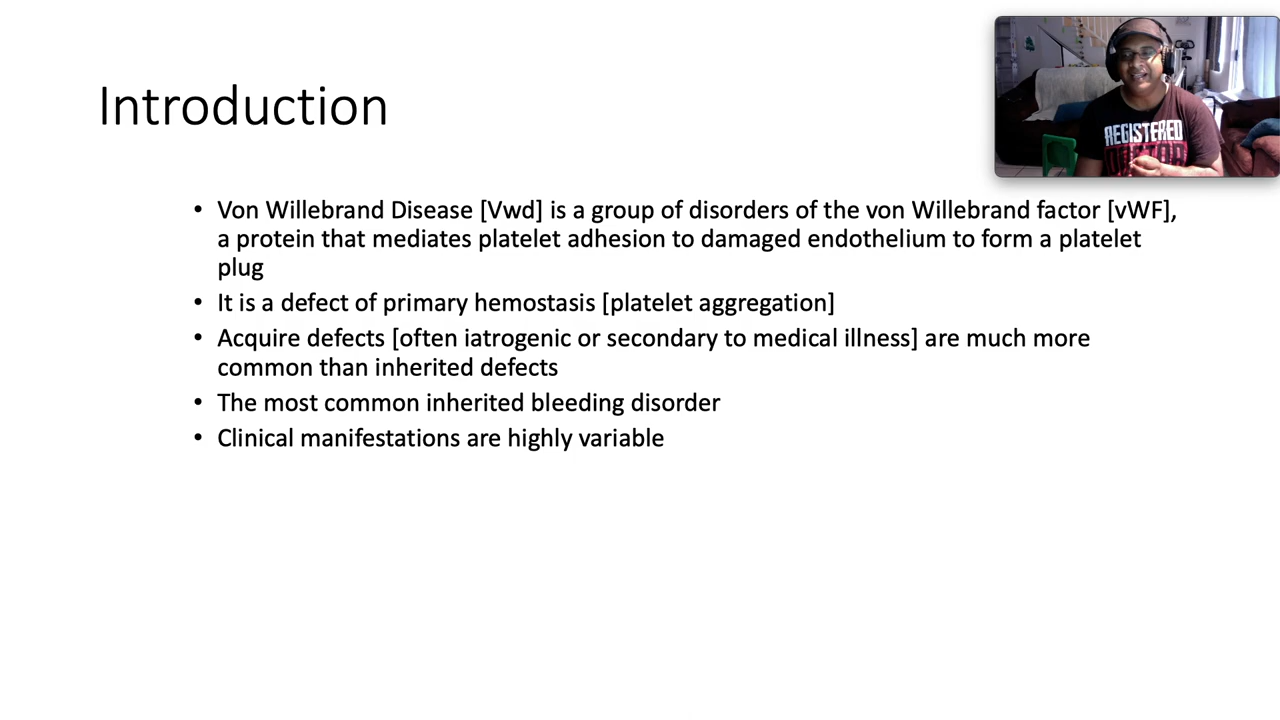 Introduction
• Von Willebrand Disease [Vwd] is a group of disorders of the von Willebrand factor [vWF],
a protein that mediates platelet adhesion to damaged endothelium to form a platelet
plug
• It is a defect of primary hemostasis [platelet aggregation]
• Acquire defects [often iatrogenic or secondary to medical illness] are much more
common than inherited defects
• The most common inherited bleeding disorder
• Clinical manifestations are highly variable
REGISTERED